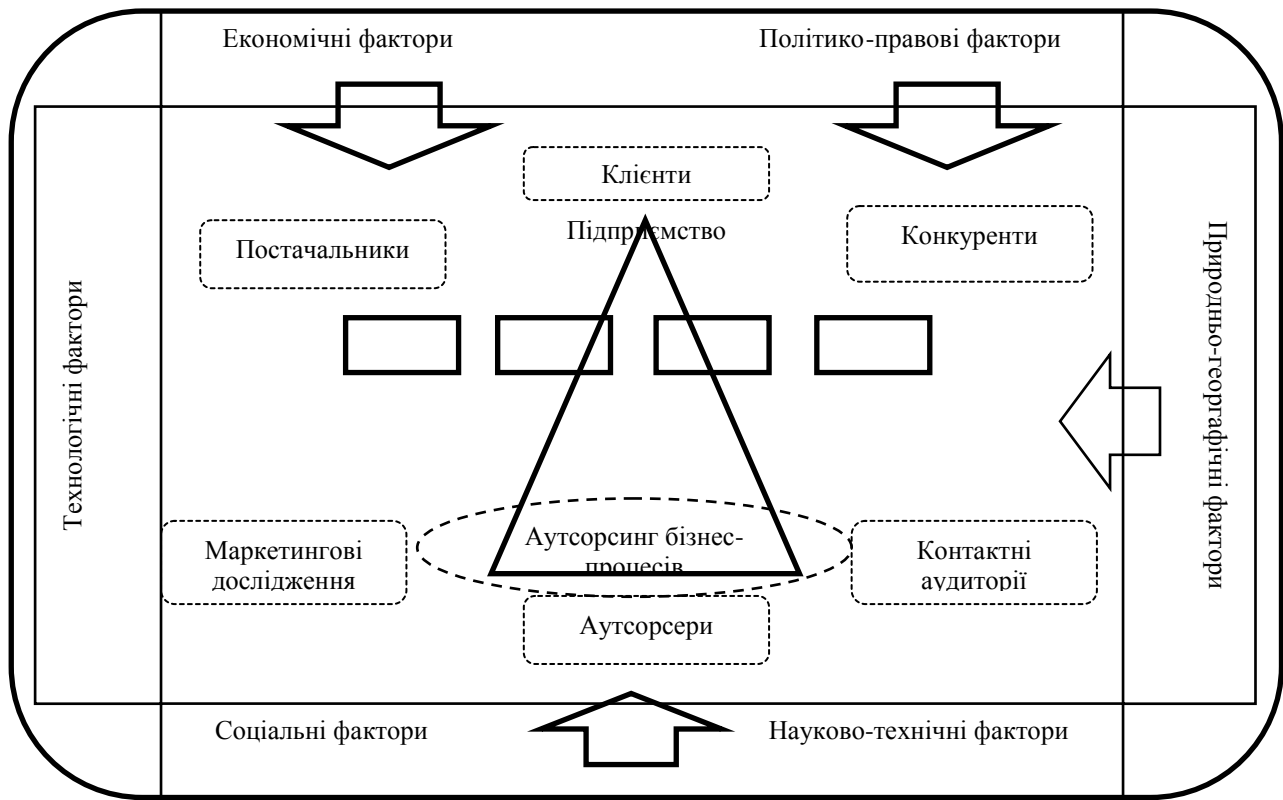 Економічні фактори
Політико-правові фактори
Клієнти
Постачальники
Підприємство
Конкуренти
Технологічні фактори
Природньо-георгафічні фактори
Маркетингові
дослідження
Аутсорсинг бізнес-
процесів
Контактні
аудиторії
Аутсорсери
Соціальні фактори
Науково-технічні фактори